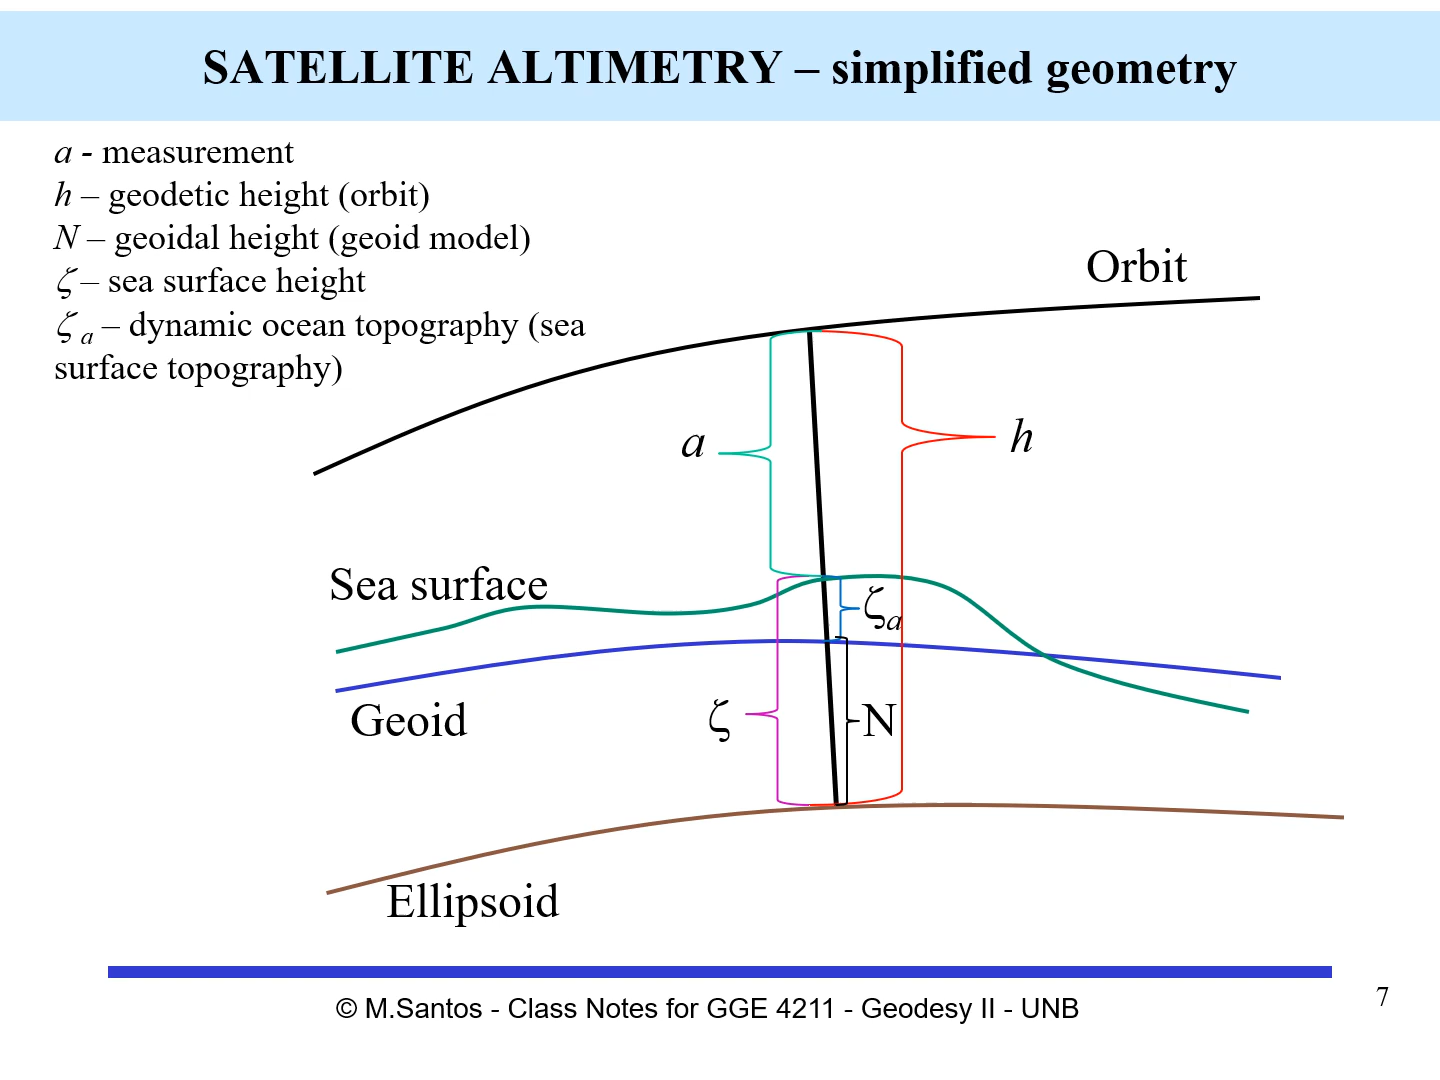 SATELLITE ALTIMETRY – simplified geometry
a - measurement
h – geodetic height (orbit)
N – geoidal height (geoid model)
ζ – sea surface height
ζ a – dynamic ocean topography (sea
surface topography)
Orbit
a
h
Sea surface
ζa
Geoid
ζ
N
Ellipsoid
© M.Santos - Class Notes for GGE 4211 - Geodesy II - UNB
7